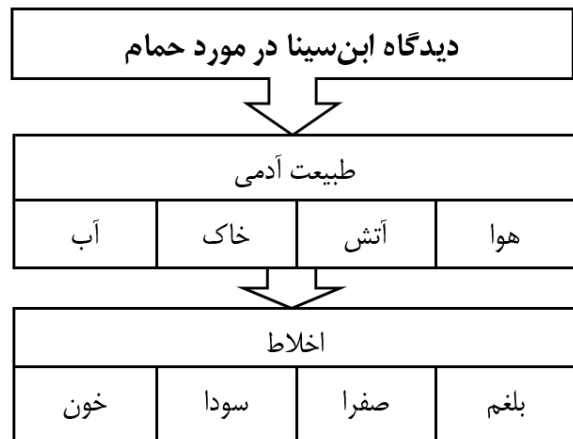 دیدگاه ابن‌سینا در مورد حمام
طبیعت آدمی
هوا آتش خاک آب
اخلاط
بلغم صفرا سودا خون